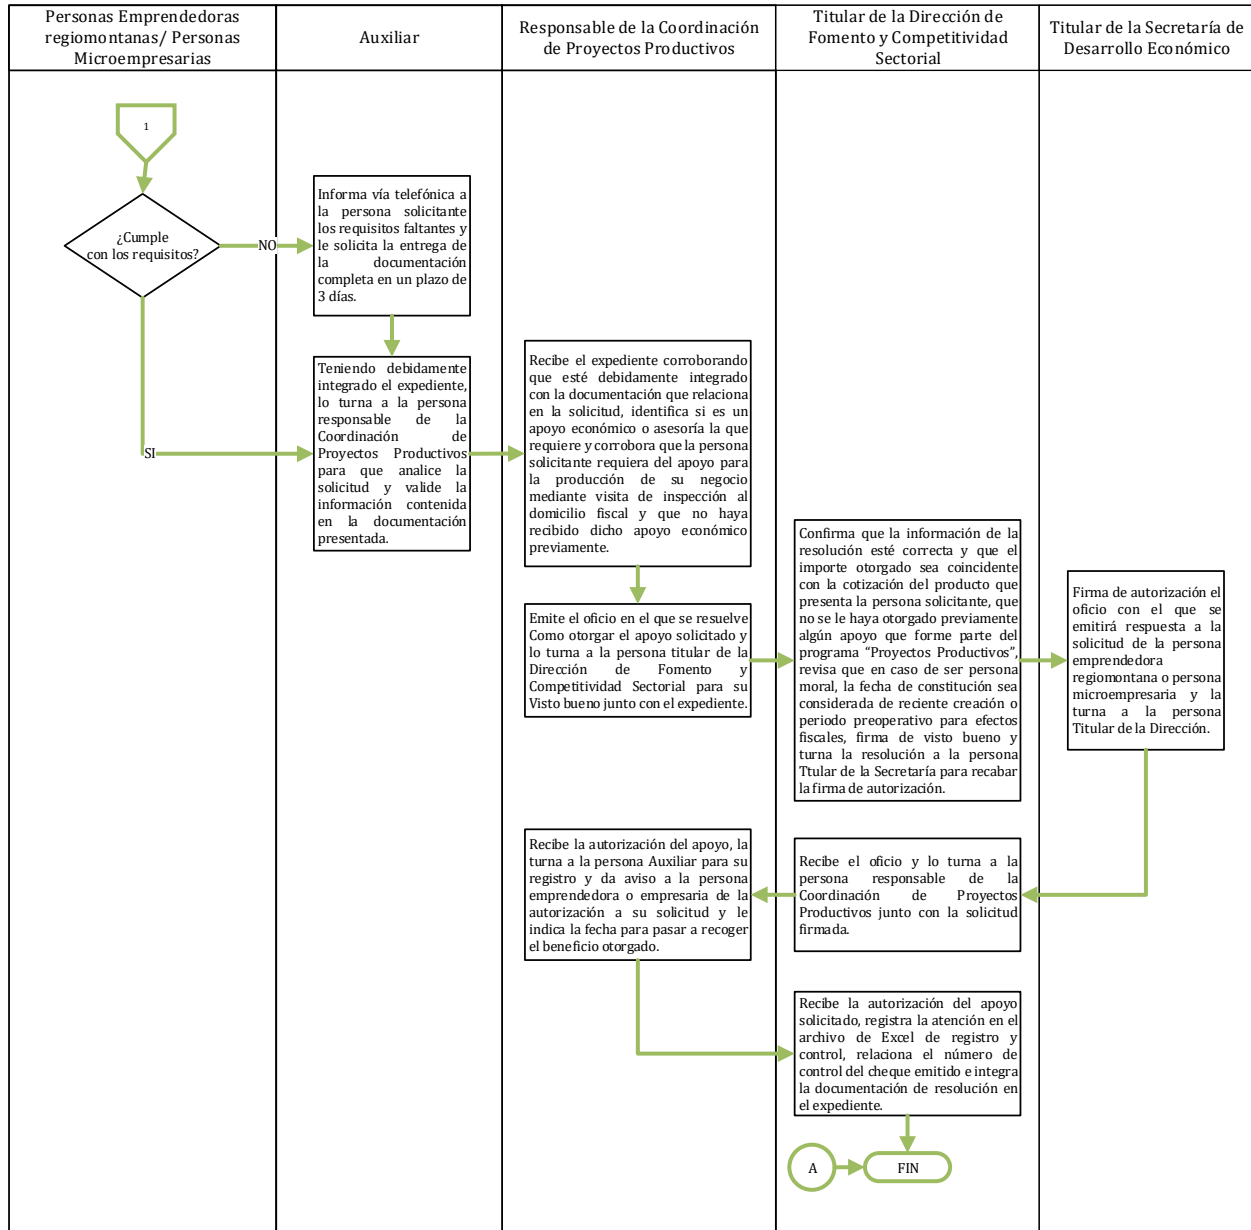 Personas Emprendedoras
regiomontanas/ Personas
Microempresarias
Auxiliar
Responsable de la Coordinación
de Proyectos Productivos
Titular de la Dirección de
Fomento y Competitividad
Sectorial
Titular de la Secretaría de
Desarrollo Económico
1
¿Cumple
con los requisitos?
NO
SI
Informa vía telefónica a
la persona solicitante
los requisitos faltantes y
le solicita la entrega de
la documentación
completa en un plazo de
3 días.
Teniendo debidamente
integrado el expediente,
lo turna a la persona
responsable de la
Coordinación de
Proyectos Productivos
para que analice la
solicitud y valide la
información contenida
en la documentación
presentada.
Recibe el expediente corroborando
que esté debidamente integrado
con la documentación que relaciona
en la solicitud, identifica si es un
apoyo económico o asesoría la que
requiere y corrobora que la persona
solicitante requiera del apoyo para
la producción de su negocio
mediante visita de inspección al
domicilio fiscal y que no haya
recibido dicho apoyo económico
previamente.
Emite el oficio en el que se resuelve
Como otorgar el apoyo solicitado y
lo turna a la persona titular de la
Dirección de Fomento y
Competitividad Sectorial para su
Visto bueno junto con el expediente.
Confirma que la información de la
resolución esté correcta y que el
importe otorgado sea coincidente
con la cotización del producto que
presenta la persona solicitante, que
no se le haya otorgado previamente
algún apoyo que forme parte del
programa “Proyectos Productivos”,
revisa que en caso de ser persona
moral, la fecha de constitución sea
considerada de reciente creación o
periodo preoperativo para efectos
fiscales, firma de visto bueno y
turna la resolución a la persona
Ttular de la Secretaría para recabar
la firma de autorización.
Firma de autorización el
oficio con el que se
emitirá respuesta a la
solicitud de la persona
emprendedora
regiomontana o persona
microempresaria y la
turna a la persona
Titular de la Dirección.
Recibe el oficio y lo turna a la
persona responsable de la
Coordinación de Proyectos
Productivos junto con la solicitud
firmada.
Recibe la autorización del apoyo, la
turna a la persona Auxiliar para su
registro y da aviso a la persona
emprendedora o empresaria de la
autorización a su solicitud y le
indica la fecha para pasar a recoger
el beneficio otorgado.
Recibe la autorización del apoyo
solicitado, registra la atención en el
archivo de Excel de registro y
control, relaciona el número de
control del cheque emitido e integra
la documentación de resolución en
el expediente.
A
FIN